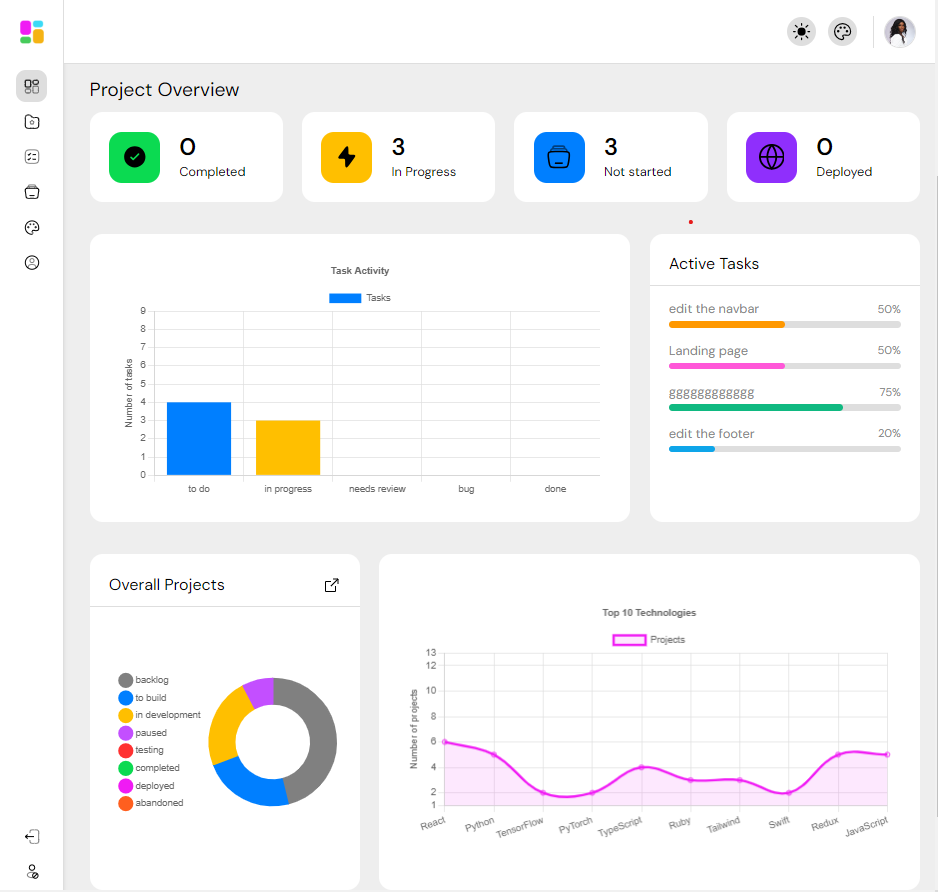 Project Overview
0
Completed
3
In Progress
3
Not started
0
Deployed
Task Activity
Tasks
Number of tasks
9
8
7
6
5
4
3
2
1
0
to do
in progress
needs review
bug
done
Active Tasks
edit the navbar 50%
Landing page 50%
gggggggggggg 75%
edit the footer 20%
Overall Projects
backlog
to build
in development
paused
testing
completed
deployed
abandoned
Top 10 Technologies
Projects
Number of projects
13
12
10
8
6
4
2
1
React
Python
TensorFlow
PyTorch
TypeScript
Ruby
Tailwind
Swift
Redux
JavaScript